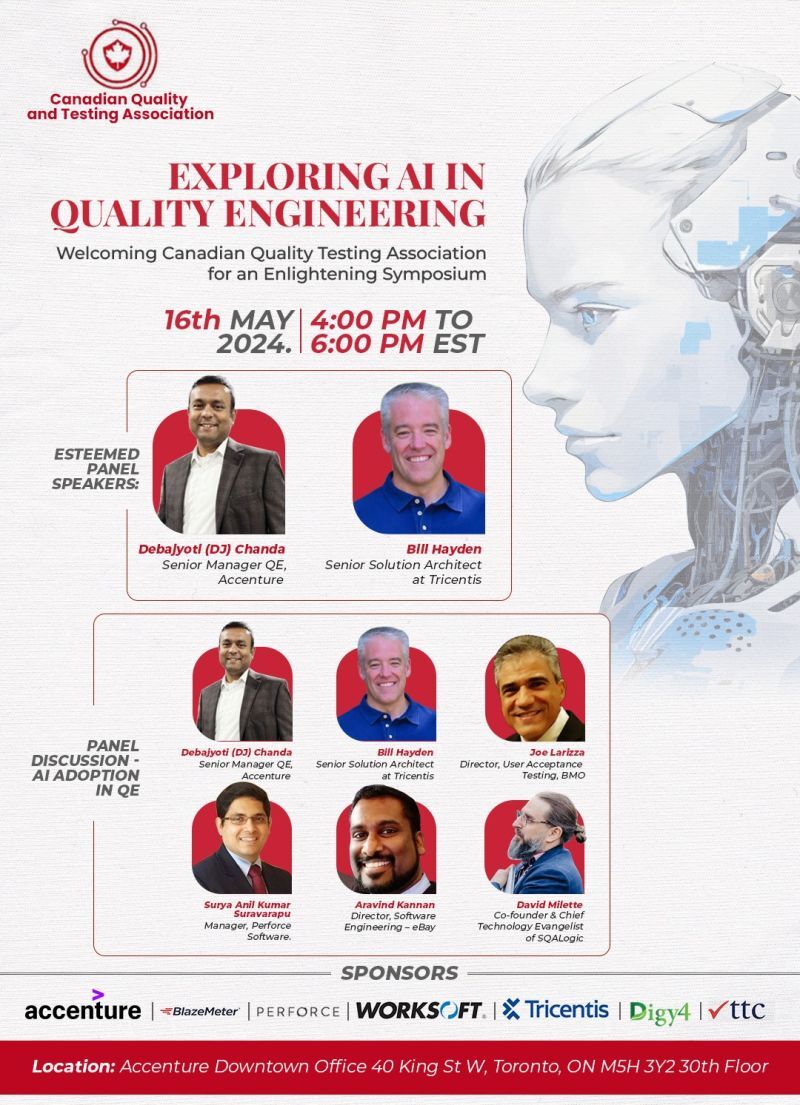 Canadian Quality
and Testing Association
EXPLORING AI IN
QUALITY ENGINEERING
Welcoming Canadian Quality Testing Association
for an Enlightening Symposium
16th MAY
2024.
4:00 PM TO
6:00 PM EST
ESTEEMED
PANEL
SPEAKERS:
Debajyoti (DJ) Chanda
Senior Manager QE,
Accenture
Bill Hayden
Senior Solution Architect
at Tricentis
PANEL
DISCUSSION -
AI ADOPTION
IN QE
Debajyoti (DJ) Chanda
Senior Manager QE,
Accenture
Bill Hayden
Senior Solution Architect
at Tricentis
Joe Larizza
Director, User Acceptance
Testing, BMO
Surya Anil Kumar
Suravarapu
Manager, Perforce
Software.
Aravind Kannan
Director, Software
Engineering – eBay
David Milette
Co-founder & Chief
Technology Evangelist
of SQALogic
SPONSORS
accenture | BlazeMeter | PERFORCE | WORKSOFT. | Tricentis | Digy4 | ttc
Location: Accenture Downtown Office 40 King St W, Toronto, ON M5H 3Y2 30th Floor